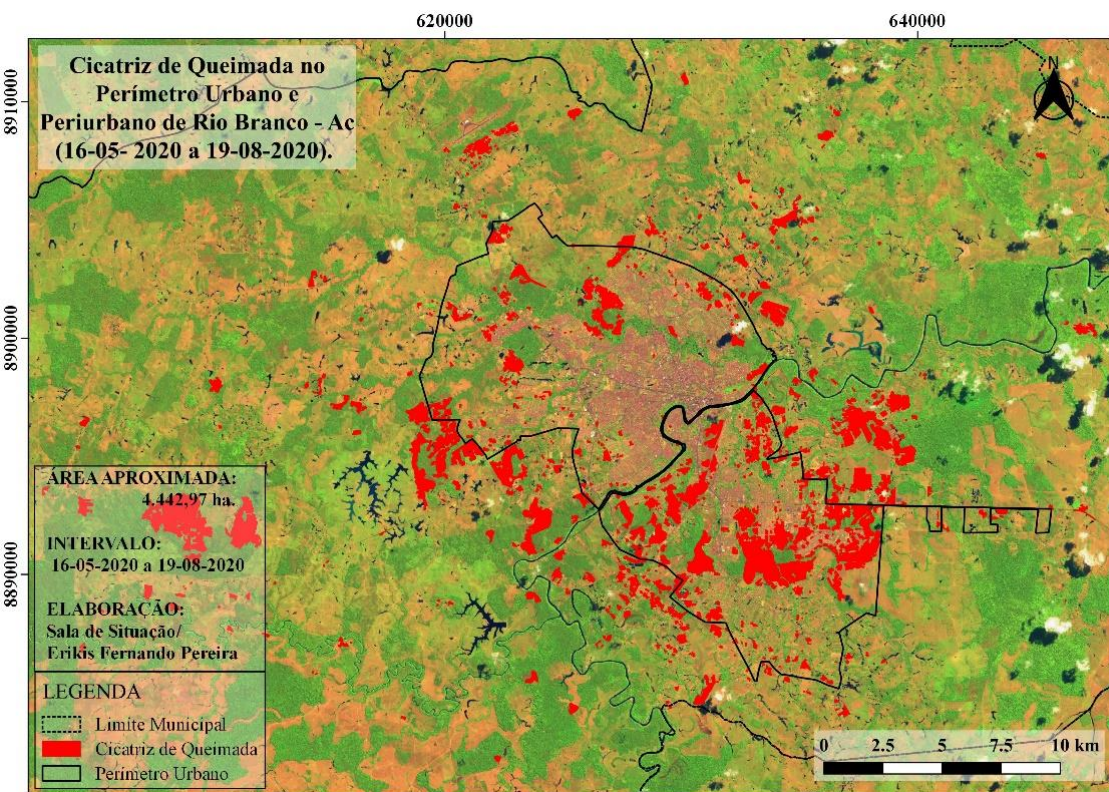 620000
640000
8910000
8900000
8890000
N
Cicatriz de Queimada no
Perímetro Urbano e
Periurbano de Rio Branco - Ac
(16-05- 2020 a 19-08-2020).
ÁREA APROXIMADA:
4.442,97 ha.
INTERVALO:
16-05-2020 a 19-08-2020
ELABORAÇÃO:
Sala de Situação/
Erikis Fernando Pereira
LEGENDA
Limite Municipal
Cicatriz de Queimada
Perímetro Urbano
0 2.5 5 7.5 10 km